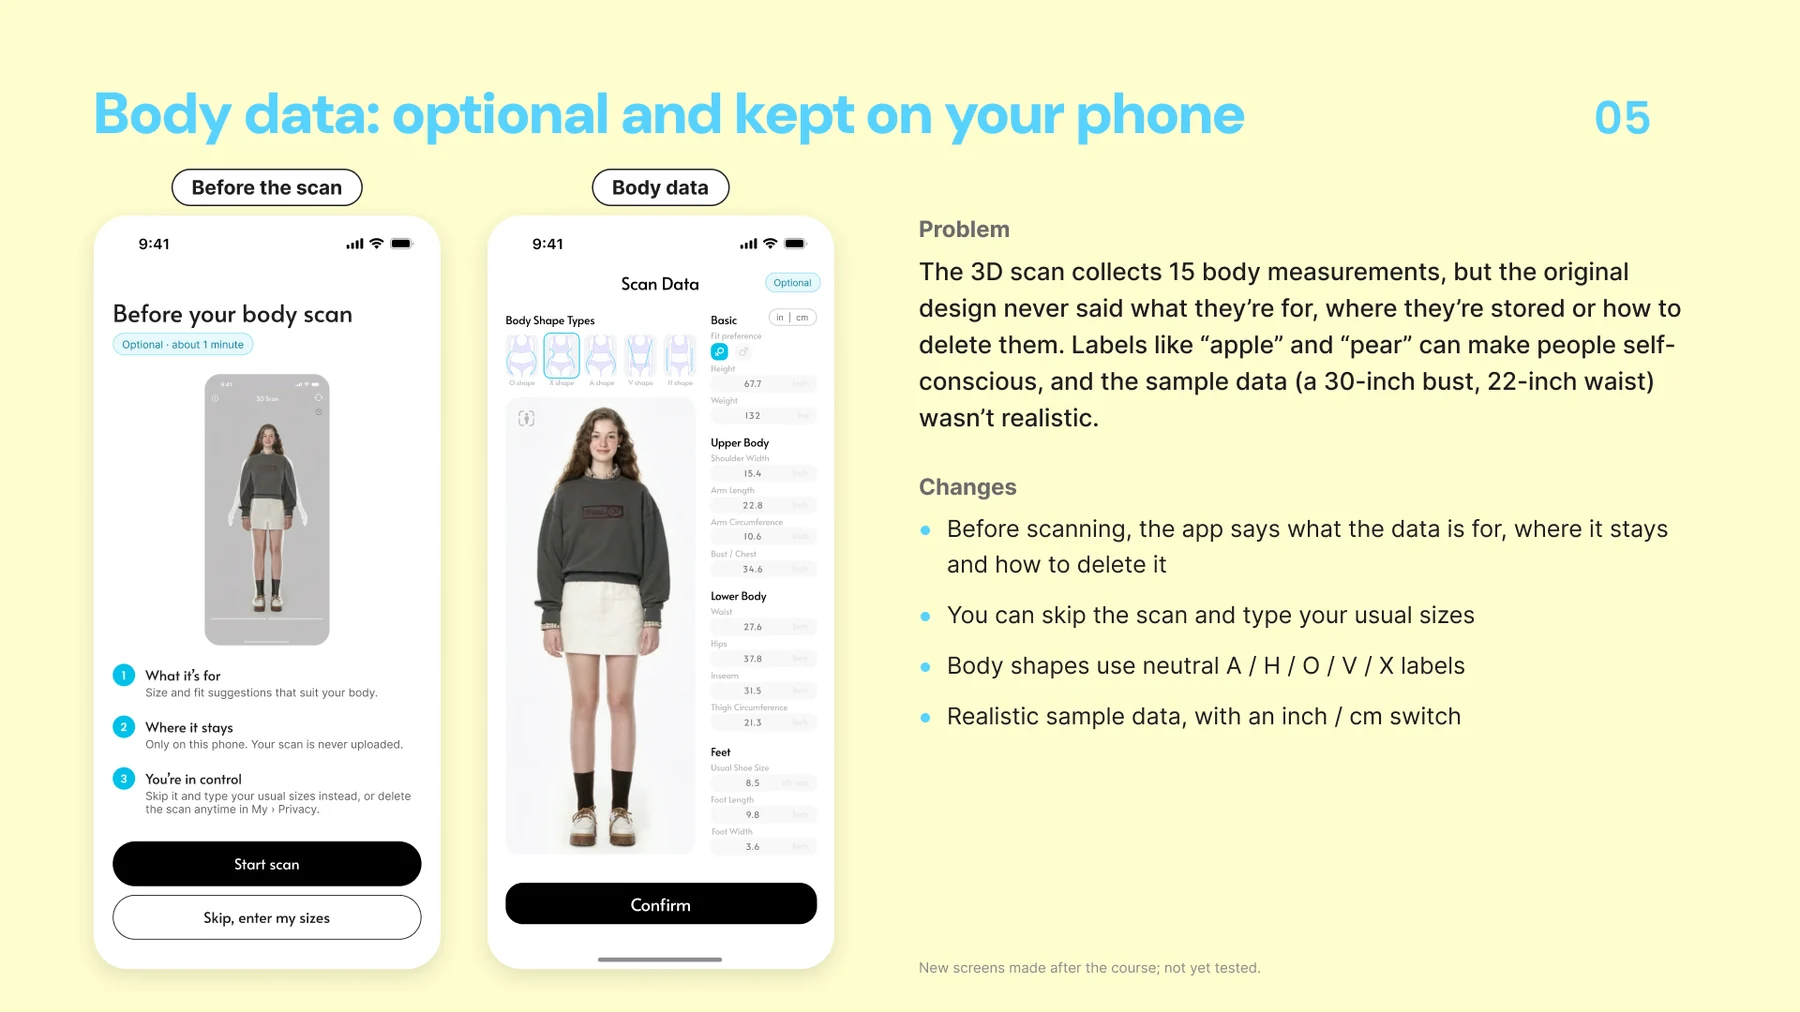 Body data: optional and kept on your phone
05
Before the scan
9:41
Before your body scan
Optional · about 1 minute
9:41
3D Scan
1
What it's for
Size and fit suggestions that suit your body.
2
Where it stays
Only on this phone. Your scan is never uploaded.
3
You're in control
Skip it and type your usual sizes instead, or delete
the scan anytime in My › Privacy.
Start scan
Skip, enter my sizes
Body data
9:41
Scan Data
Optional
Body Shape Types
O shape
X shape
A shape
V shape
H shape
Basic
in | cm
Fit preference
Height
67.7
Weight
132
Upper Body
Shoulder Width
15.4
Arm Length
22.8
Arm Circumference
10.6
Bust / Chest
34.6
Lower Body
Waist
27.6
Hips
37.8
Inseam
31.5
Thigh Circumference
21.3
Feet
Usual Shoe Size
8.5
Foot Length
9.8
Foot Width
3.6
Confirm
Problem
The 3D scan collects 15 body measurements, but the original
design never said what they're for, where they're stored or how to
delete them. Labels like “apple” and “pear” can make people self-
conscious, and the sample data (a 30-inch bust, 22-inch waist)
wasn't realistic.
Changes
Before scanning, the app says what the data is for, where it stays
and how to delete it
You can skip the scan and type your usual sizes
Body shapes use neutral A / H / O / V / X labels
Realistic sample data, with an inch / cm switch
New screens made after the course; not yet tested.